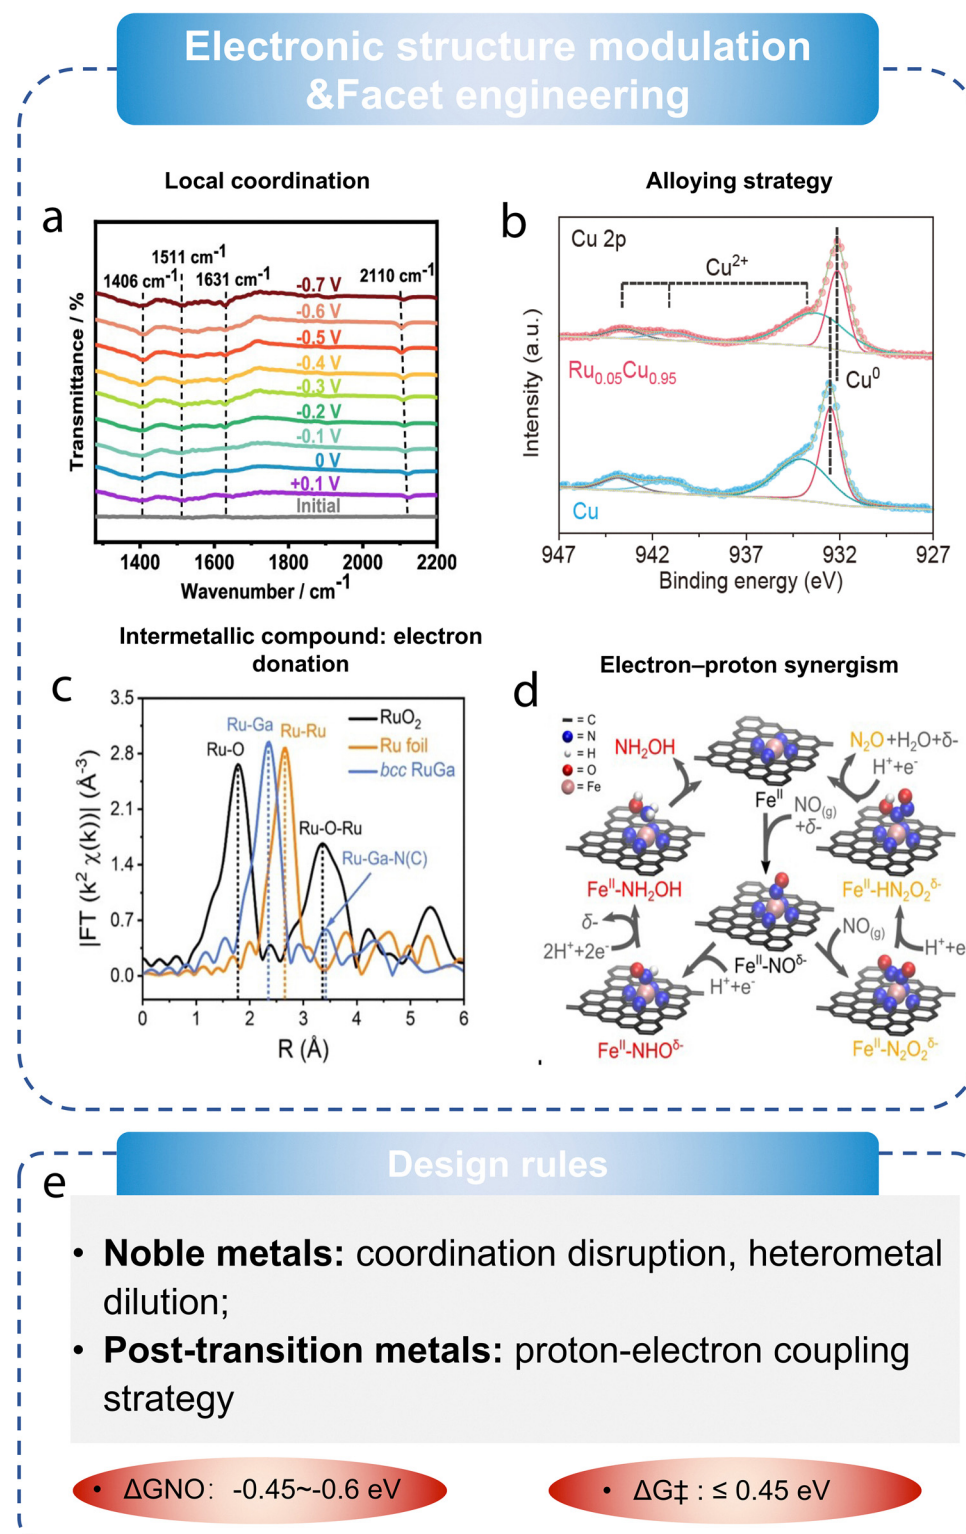 Electronic structure modulation
&Facet engineering
Local coordination
a
1511 cm-1
1406 cm-1
1631 cm-1
2110 cm-1
-0.7 V
-0.6 V
-0.5 V
-0.4 V
-0.3 V
-0.2 V
-0.1 V
0 V
+0.1 V
Initial
Transmittance / %
1400 1600 1800 2000 2200
Wavenumber / cm-1
Alloying strategy
b
Cu 2p
Cu2+
Ru0.05Cu0.95
Cu0
Cu
Intensity (a.u.)
947 942 937 932 927
Binding energy (eV)
Intermetallic compound: electron
donation
c
3.5
2.8
2.1
1.4
0.7
0.0
|FT (k2 χ(k))| (Å-3)
Ru-Ga
Ru-Ru
Ru-O
RuO2
Ru foil
bcc RuGa
Ru-O-Ru
Ru-Ga-N(C)
0 1 2 3 4 5 6
R (Å)
Electron–proton synergism
d
= C
= N
= H
= O
= Fe
NH2OH
FeII
N2O+H2O+δ-
H++e-
NO(g)
+δ-
FeII-NH2OH
FeII-HN2O2δ-
δ-
2H++2e-
FeII-NOδ-
NO(g)
H++e-
H++e
FeII-NHOδ-
FeII-N2O2δ-
Design rules
e
• Noble metals: coordination disruption, heterometal
dilution;
• Post-transition metals: proton-electron coupling
strategy
• ΔGNO: -0.45~-0.6 eV
• ΔG‡ : ≤ 0.45 eV